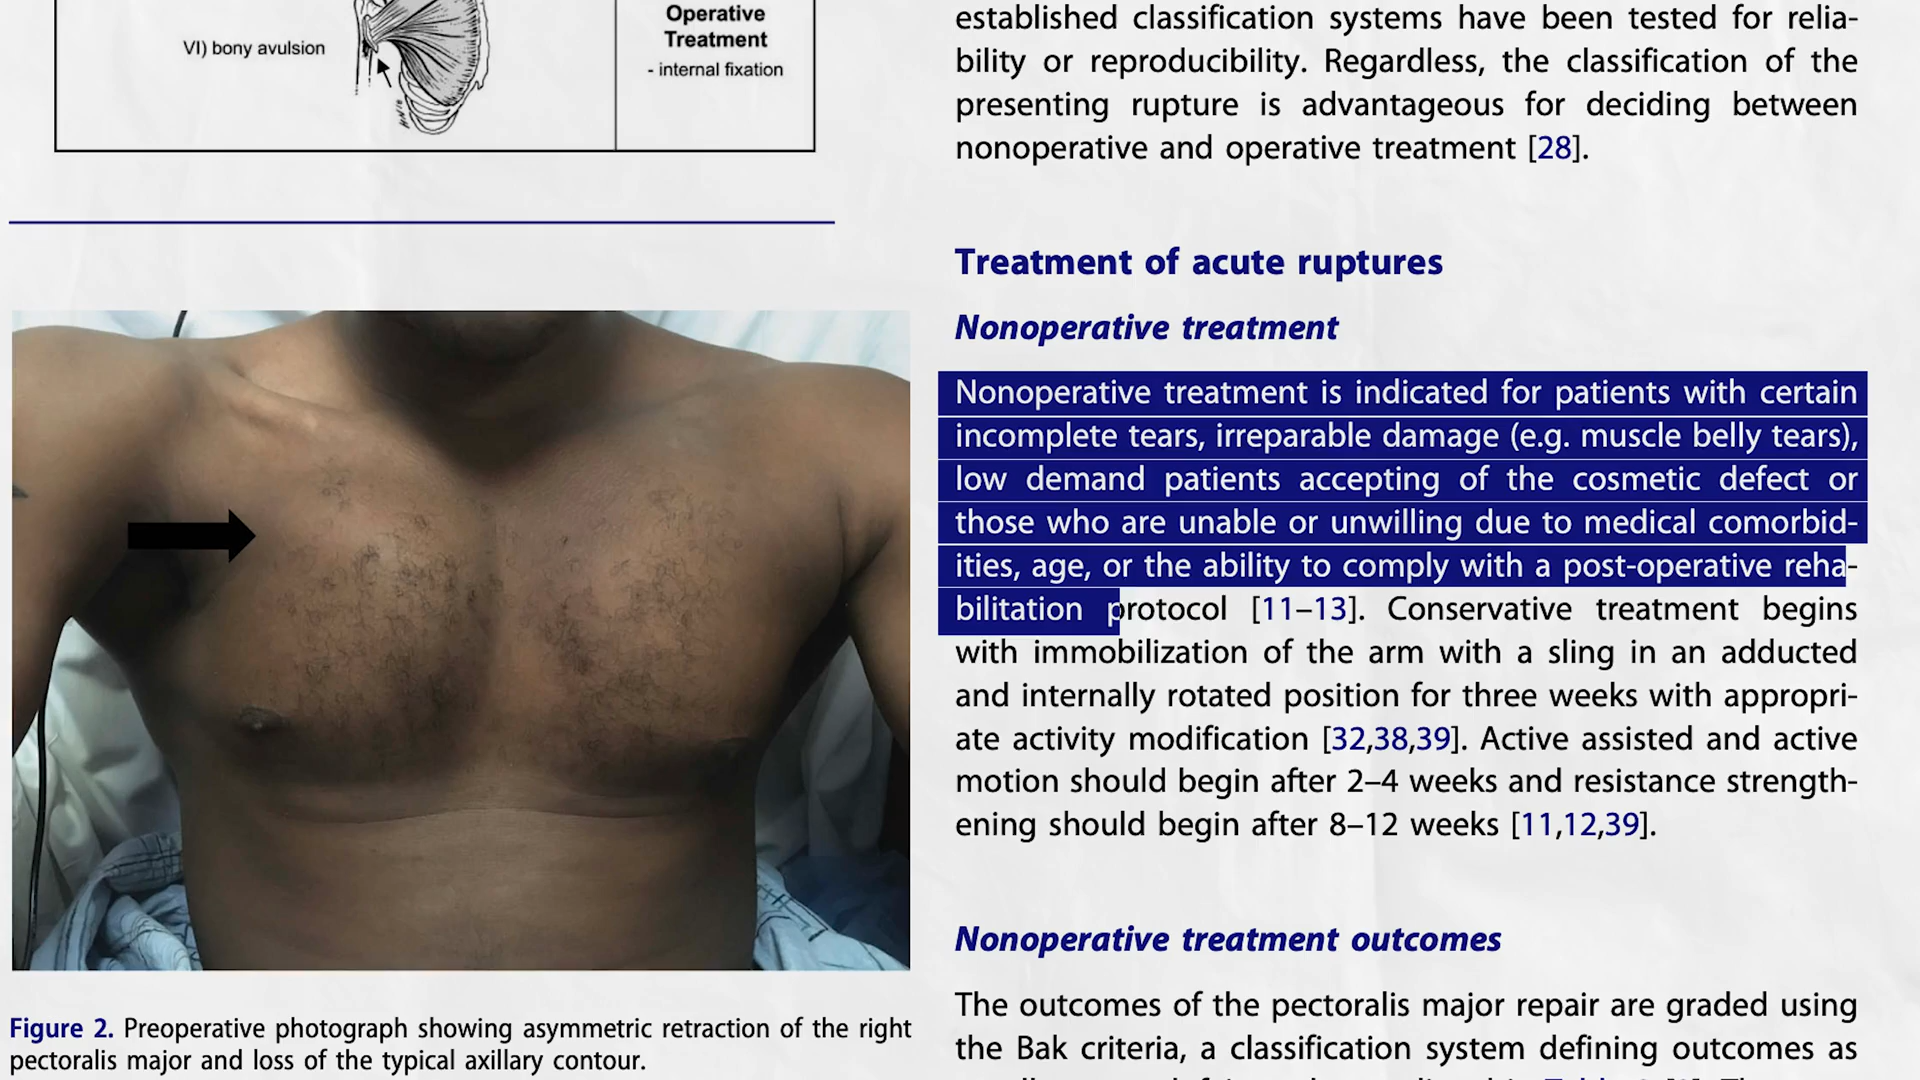 VI) bony avulsion
Operative
Treatment
- internal fixation
Figure 2. Preoperative photograph showing asymmetric retraction of the right
pectoralis major and loss of the typical axillary contour.
established classification systems have been tested for relia-
bility or reproducibility. Regardless, the classification of the
presenting rupture is advantageous for deciding between
nonoperative and operative treatment [28].
Treatment of acute ruptures
Nonoperative treatment
Nonoperative treatment is indicated for patients with certain
incomplete tears, irreparable damage (e.g. muscle belly tears),
low demand patients accepting of the cosmetic defect or
those who are unable or unwilling due to medical comorbid-
ities, age, or the ability to comply with a post-operative reha-
bilitation protocol [11–13]. Conservative treatment begins
with immobilization of the arm with a sling in an adducted
and internally rotated position for three weeks with appropri-
ate activity modification [32,38,39]. Active assisted and active
motion should begin after 2–4 weeks and resistance strength-
ening should begin after 8–12 weeks [11,12,39].
Nonoperative treatment outcomes
The outcomes of the pectoralis major repair are graded using
the Bak criteria, a classification system defining outcomes as